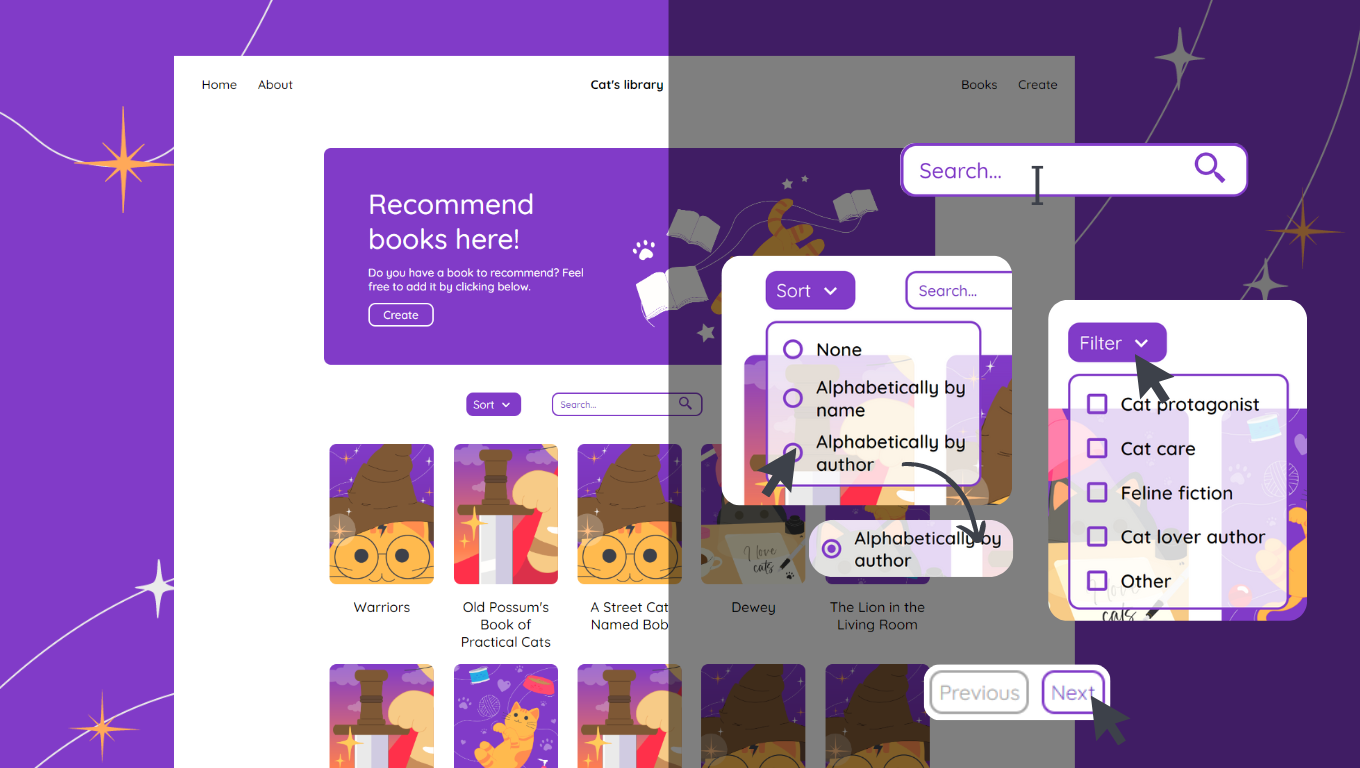 Home
About
Cat's library
Books
Create
Search...
Recommend
books here!
Do you have a book to recommend? Feel
free to add it by clicking below.
Create
Sort
Search...
None
Alphabetically by
name
Alphabetically by
author
Alphabetically by
author
Filter
Cat protagonist
Cat care
Feline fiction
Cat lover author
Other
cats
Sort
Search...
I love
cats
Warriors
Old Possum's
Book of
Practical Cats
A Street Cat
Named Bob
Dewey
The Lion in the
Living Room
Previous
Next